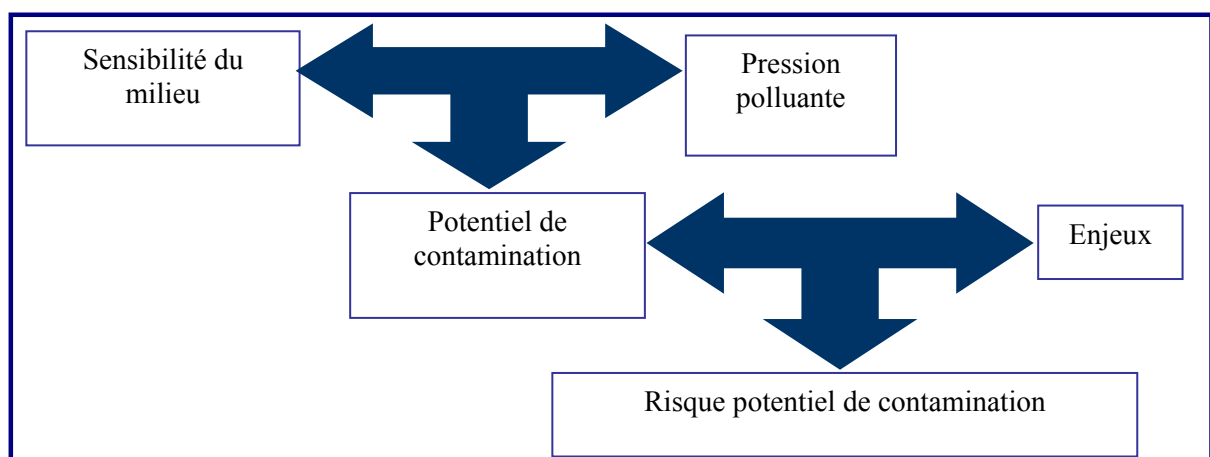 Sensibilité du
milieu
Pression
polluante
Potentiel de
contamination
Enjeux
Risque potentiel de contamination